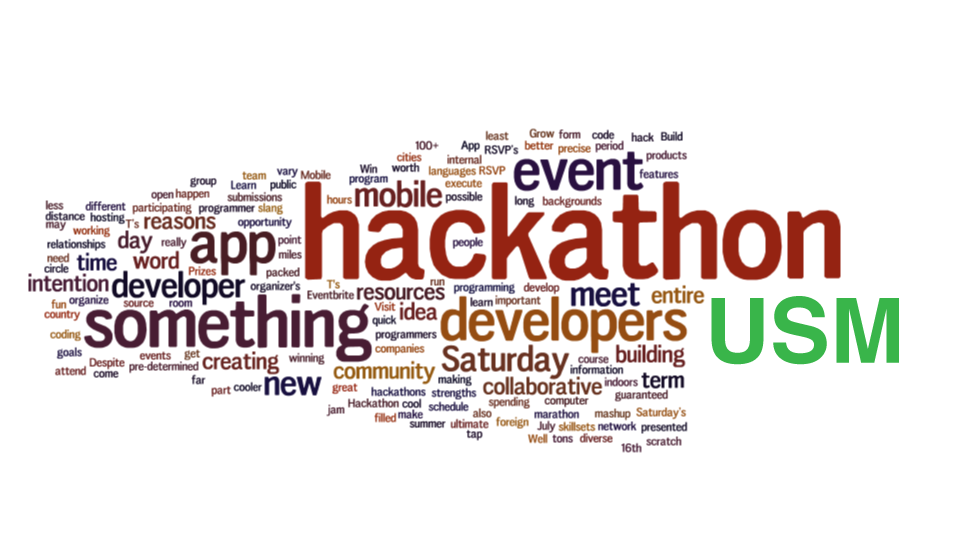 least Grow form code hack Build
100+ App RSVP's better precise period
cities internal products
vary Win worth languages RSVP event features
team Mobile program execute
group Learn public hours mobile possible long backgrounds
open happen submissions
less different participating programmer slang hackathon
distance hosting T's reasons opportunity
may working
relationships day really app point people
need time word Prizes miles
circle packed
intention developer organizer's T's run programming develop meet entire
Eventbrite resources learn important
fun organize source room Visit idea USM
country something quick developers
coding programmers
goals events get companies Saturday course building
Despite pre-determined creating winning information
attend come community making collaborative indoors term
far part cooler new great hackathons strengths guaranteed
spending computer
jam Hackathon cool schedule also marathon mashup Saturday's
filled make summer ultimate foreign July skillsets network presented
tap Well tons diverse scratch
16th